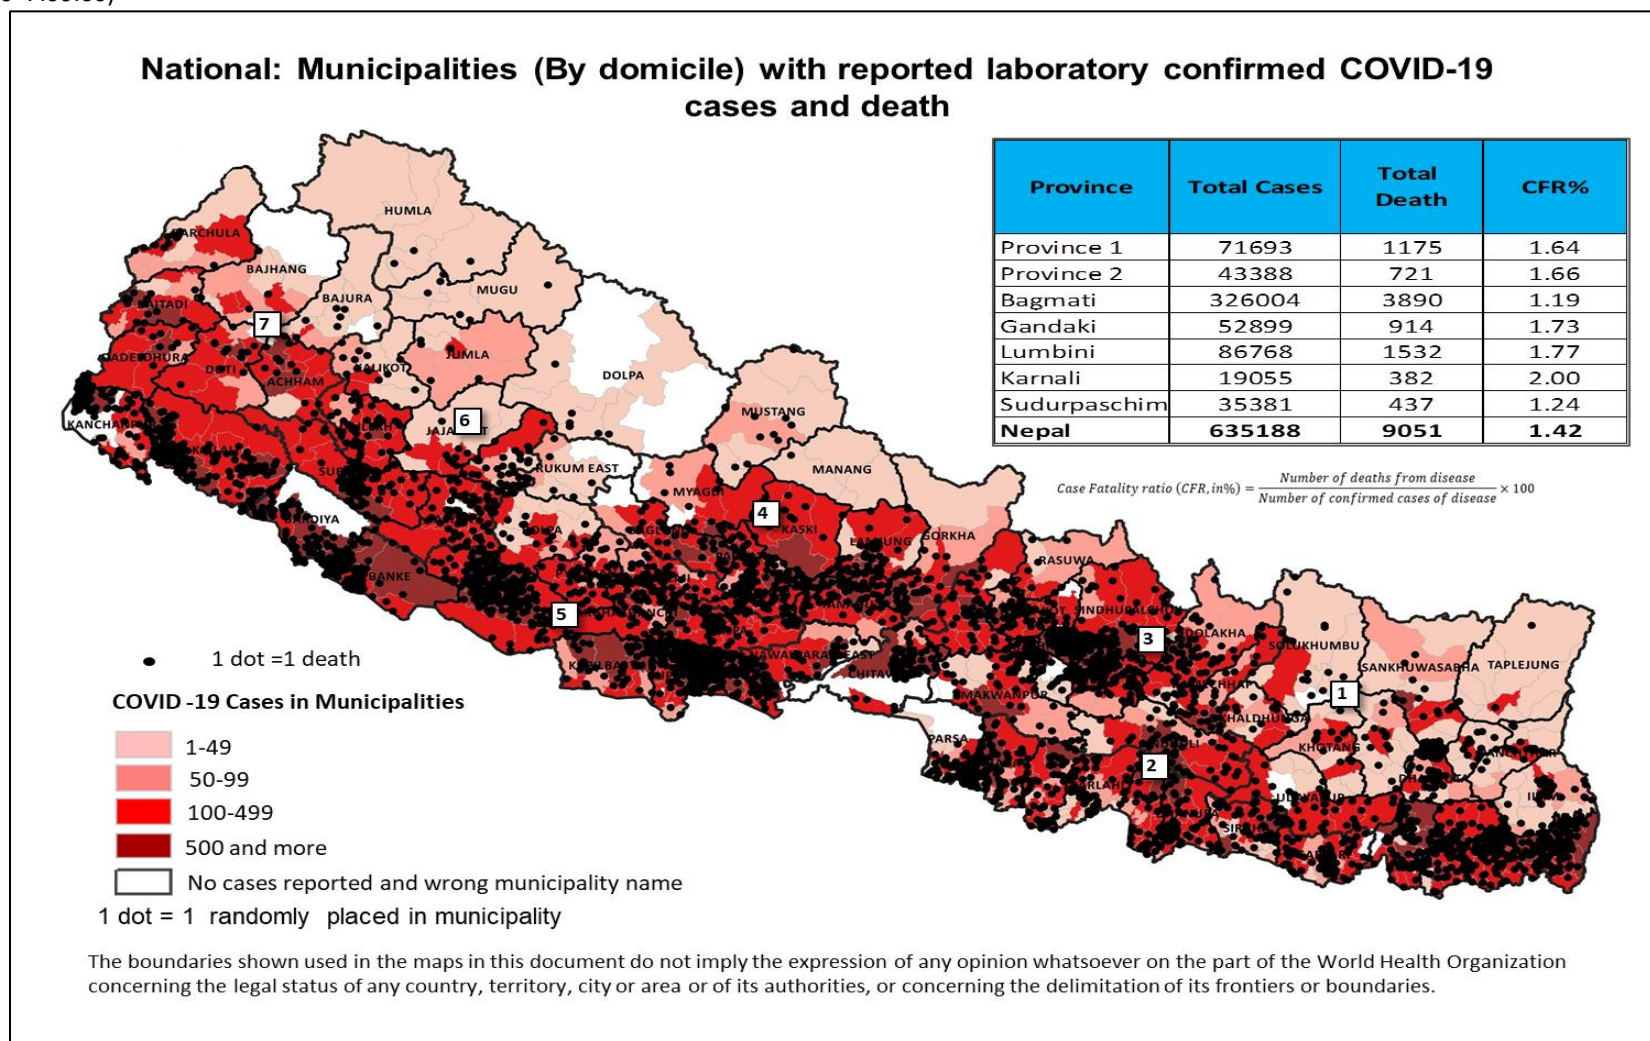 National: Municipalities (By domicile) with reported laboratory confirmed COVID-19
cases and death
Province Total Cases Total Death CFR%
Province 1 71693 1175 1.64
Province 2 43388 721 1.66
Bagmati 326004 3890 1.19
Gandaki 52899 914 1.73
Lumbini 86768 1532 1.77
Karnali 19055 382 2.00
Sudurpaschim 35381 437 1.24
Nepal 635188 9051 1.42
Case Fatality ratio (CFR, in%) = Number of deaths from disease / Number of confirmed cases of disease × 100
HUMLA
BAJHANG
MUGU
BAJURA
7
JUMLA
DOTI
ACHHAM
DOLPA
MUSTANG
6
RUKUM EAST
MANANG
4
KASKI
GORKHA
RASUWA
BANKE
5
SINDHUPALCHOK
3
DOLAKHA
SOLUKHUMBU
SANKHUWASABHA
TAPLEJUNG
1
MAKWANPUR
KHOTANG
PARSA
2
1 dot =1 death
COVID -19 Cases in Municipalities
1-49
50-99
100-499
500 and more
No cases reported and wrong municipality name
1 dot = 1 randomly placed in municipality
The boundaries shown used in the maps in this document do not imply the expression of any opinion whatsoever on the part of the World Health Organization
concerning the legal status of any country, territory, city or area or of its authorities, or concerning the delimitation of its frontiers or boundaries.